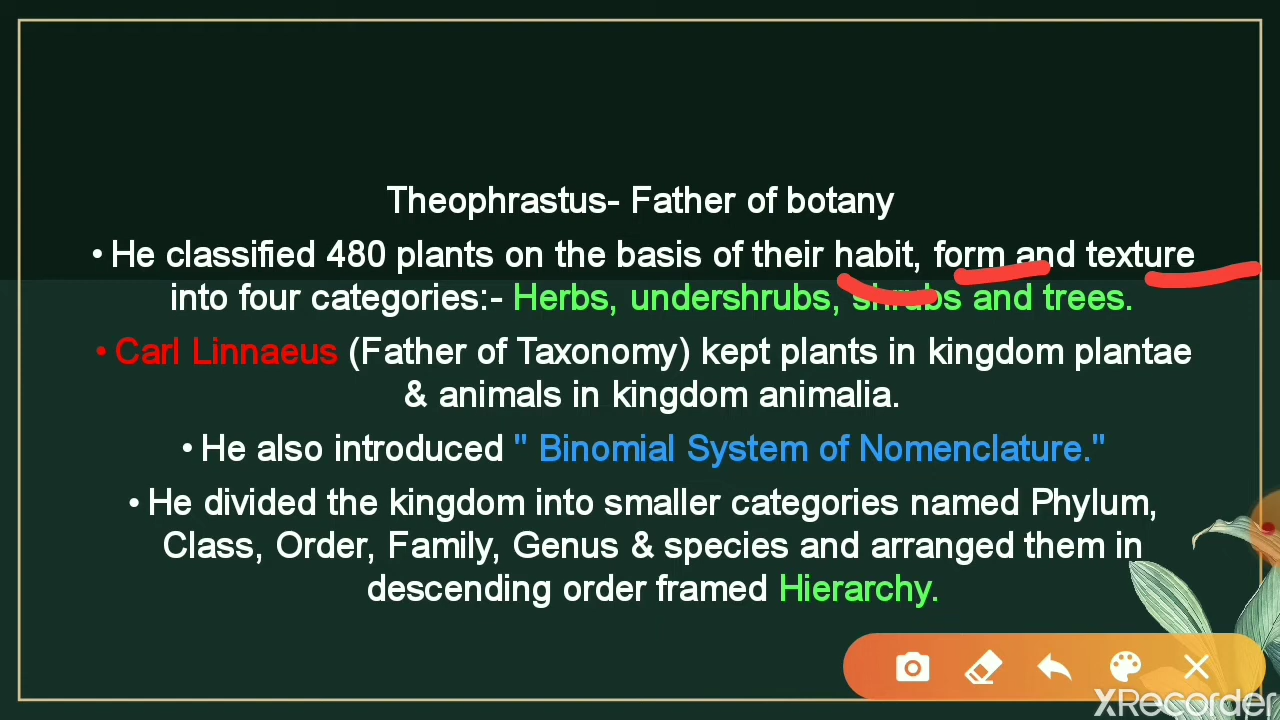 Theophrastus- Father of botany
• He classified 480 plants on the basis of their habit, form and texture
into four categories:- Herbs, undershrubs, shrubs and trees.
• Carl Linnaeus (Father of Taxonomy) kept plants in kingdom plantae
& animals in kingdom animalia.
• He also introduced " Binomial System of Nomenclature."
• He divided the kingdom into smaller categories named Phylum,
Class, Order, Family, Genus & species and arranged them in
descending order framed Hierarchy.
XRecorder